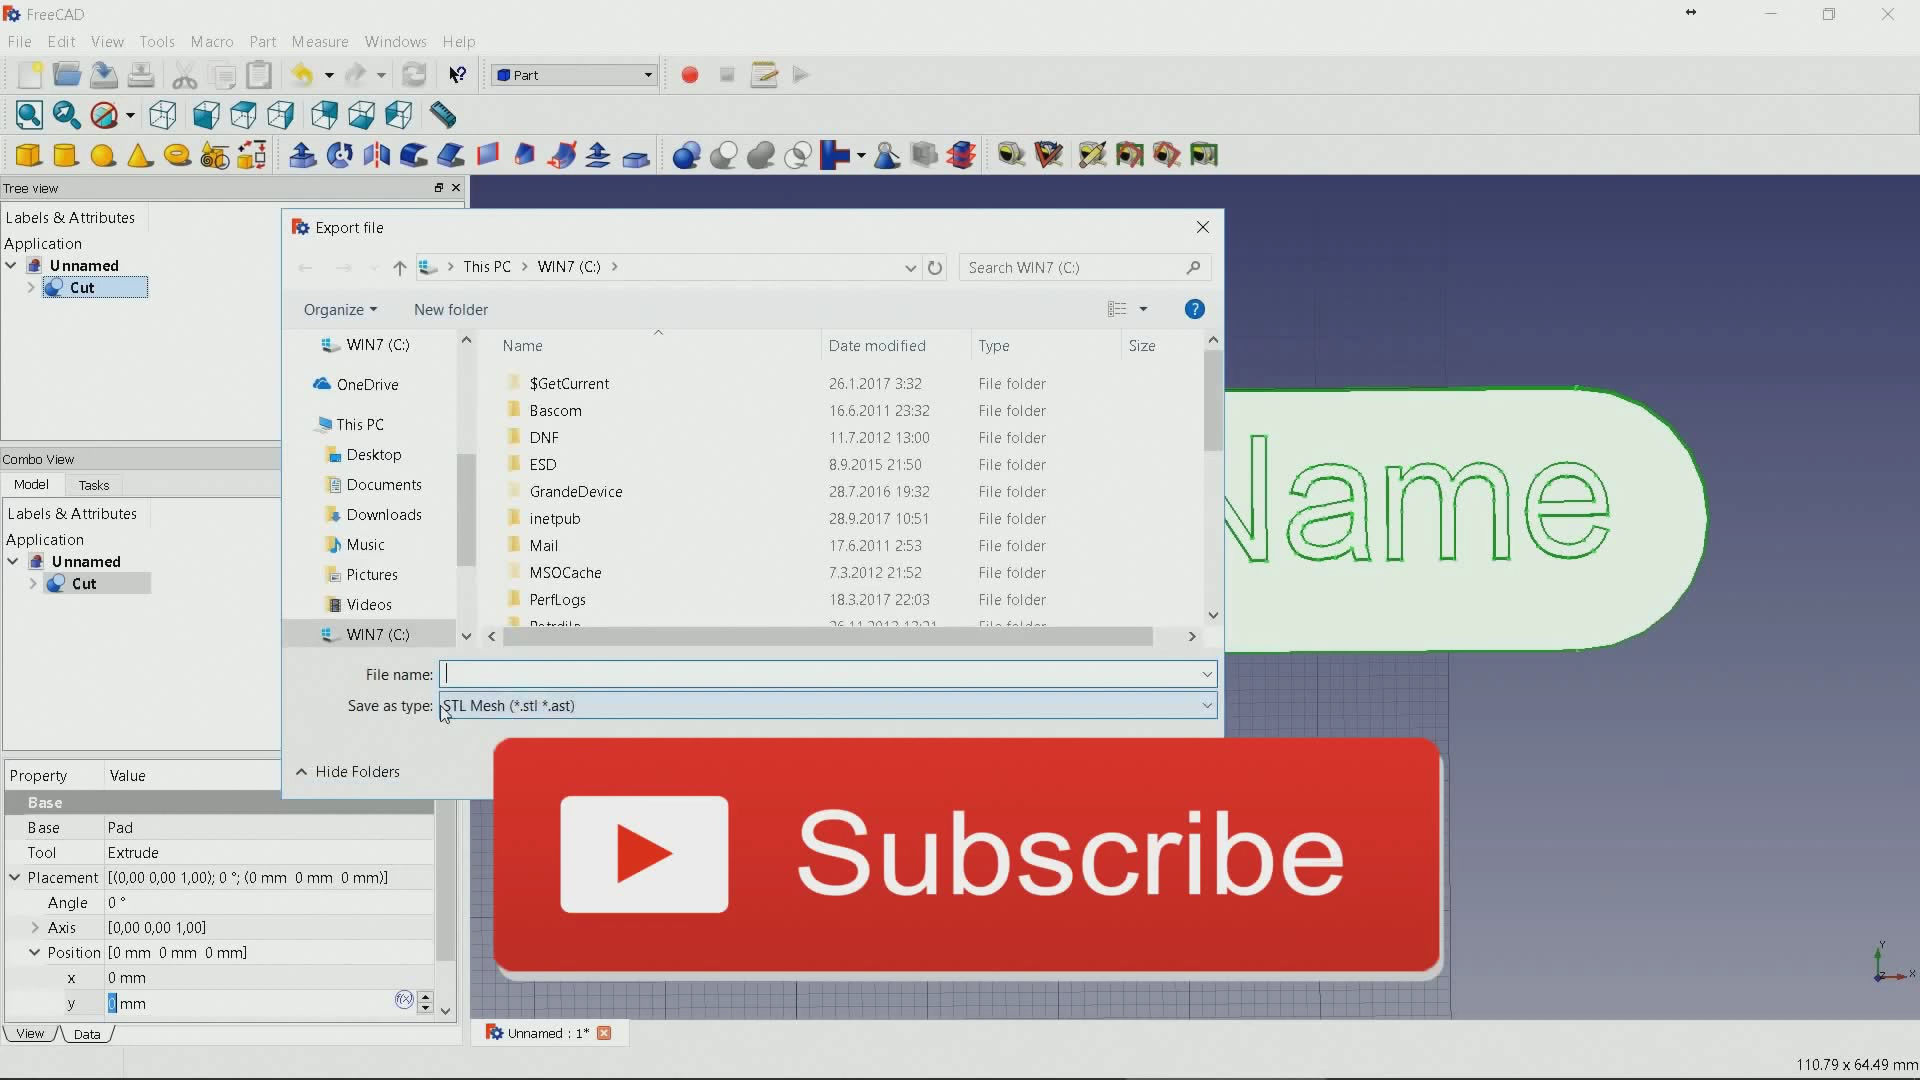 FreeCAD
File Edit View Tools Macro Part Measure Windows Help
Part
Tree view
Labels & Attributes
Application
Unnamed
Cut
Combo View
Model Tasks
Labels & Attributes
Application
Unnamed
Cut
Property Value
Base
Base Pad
Tool Extrude
Placement [(0,00 0,00 1,00); 0 °; (0 mm 0 mm 0 mm)]
Angle 0 °
Axis [0,00 0,00 1,00]
Position [0 mm 0 mm 0 mm]
x 0 mm
y 0 mm
View Data
Export file
This PC WIN7 (C:)
Search WIN7 (C:)
Organize New folder
WIN7 (C:)
OneDrive
This PC
Desktop
Documents
Downloads
Music
Pictures
Videos
WIN7 (C:)
Name Date modified Type Size
$GetCurrent 26.1.2017 3:32 File folder
Bascom 16.6.2011 23:32 File folder
DNF 11.7.2012 13:00 File folder
ESD 8.9.2015 21:50 File folder
GrandeDevice 28.7.2016 19:32 File folder
inetpub 28.9.2017 10:51 File folder
Mail 17.6.2011 2:53 File folder
MSOCache 7.3.2012 21:52 File folder
PerfLogs 18.3.2017 22:03 File folder
File name:
Save as type: STL Mesh (*.stl *.ast)
Hide Folders
Name
Subscribe
Unnamed : 1*
Y
X
Z
110.79 x 64.49 mm